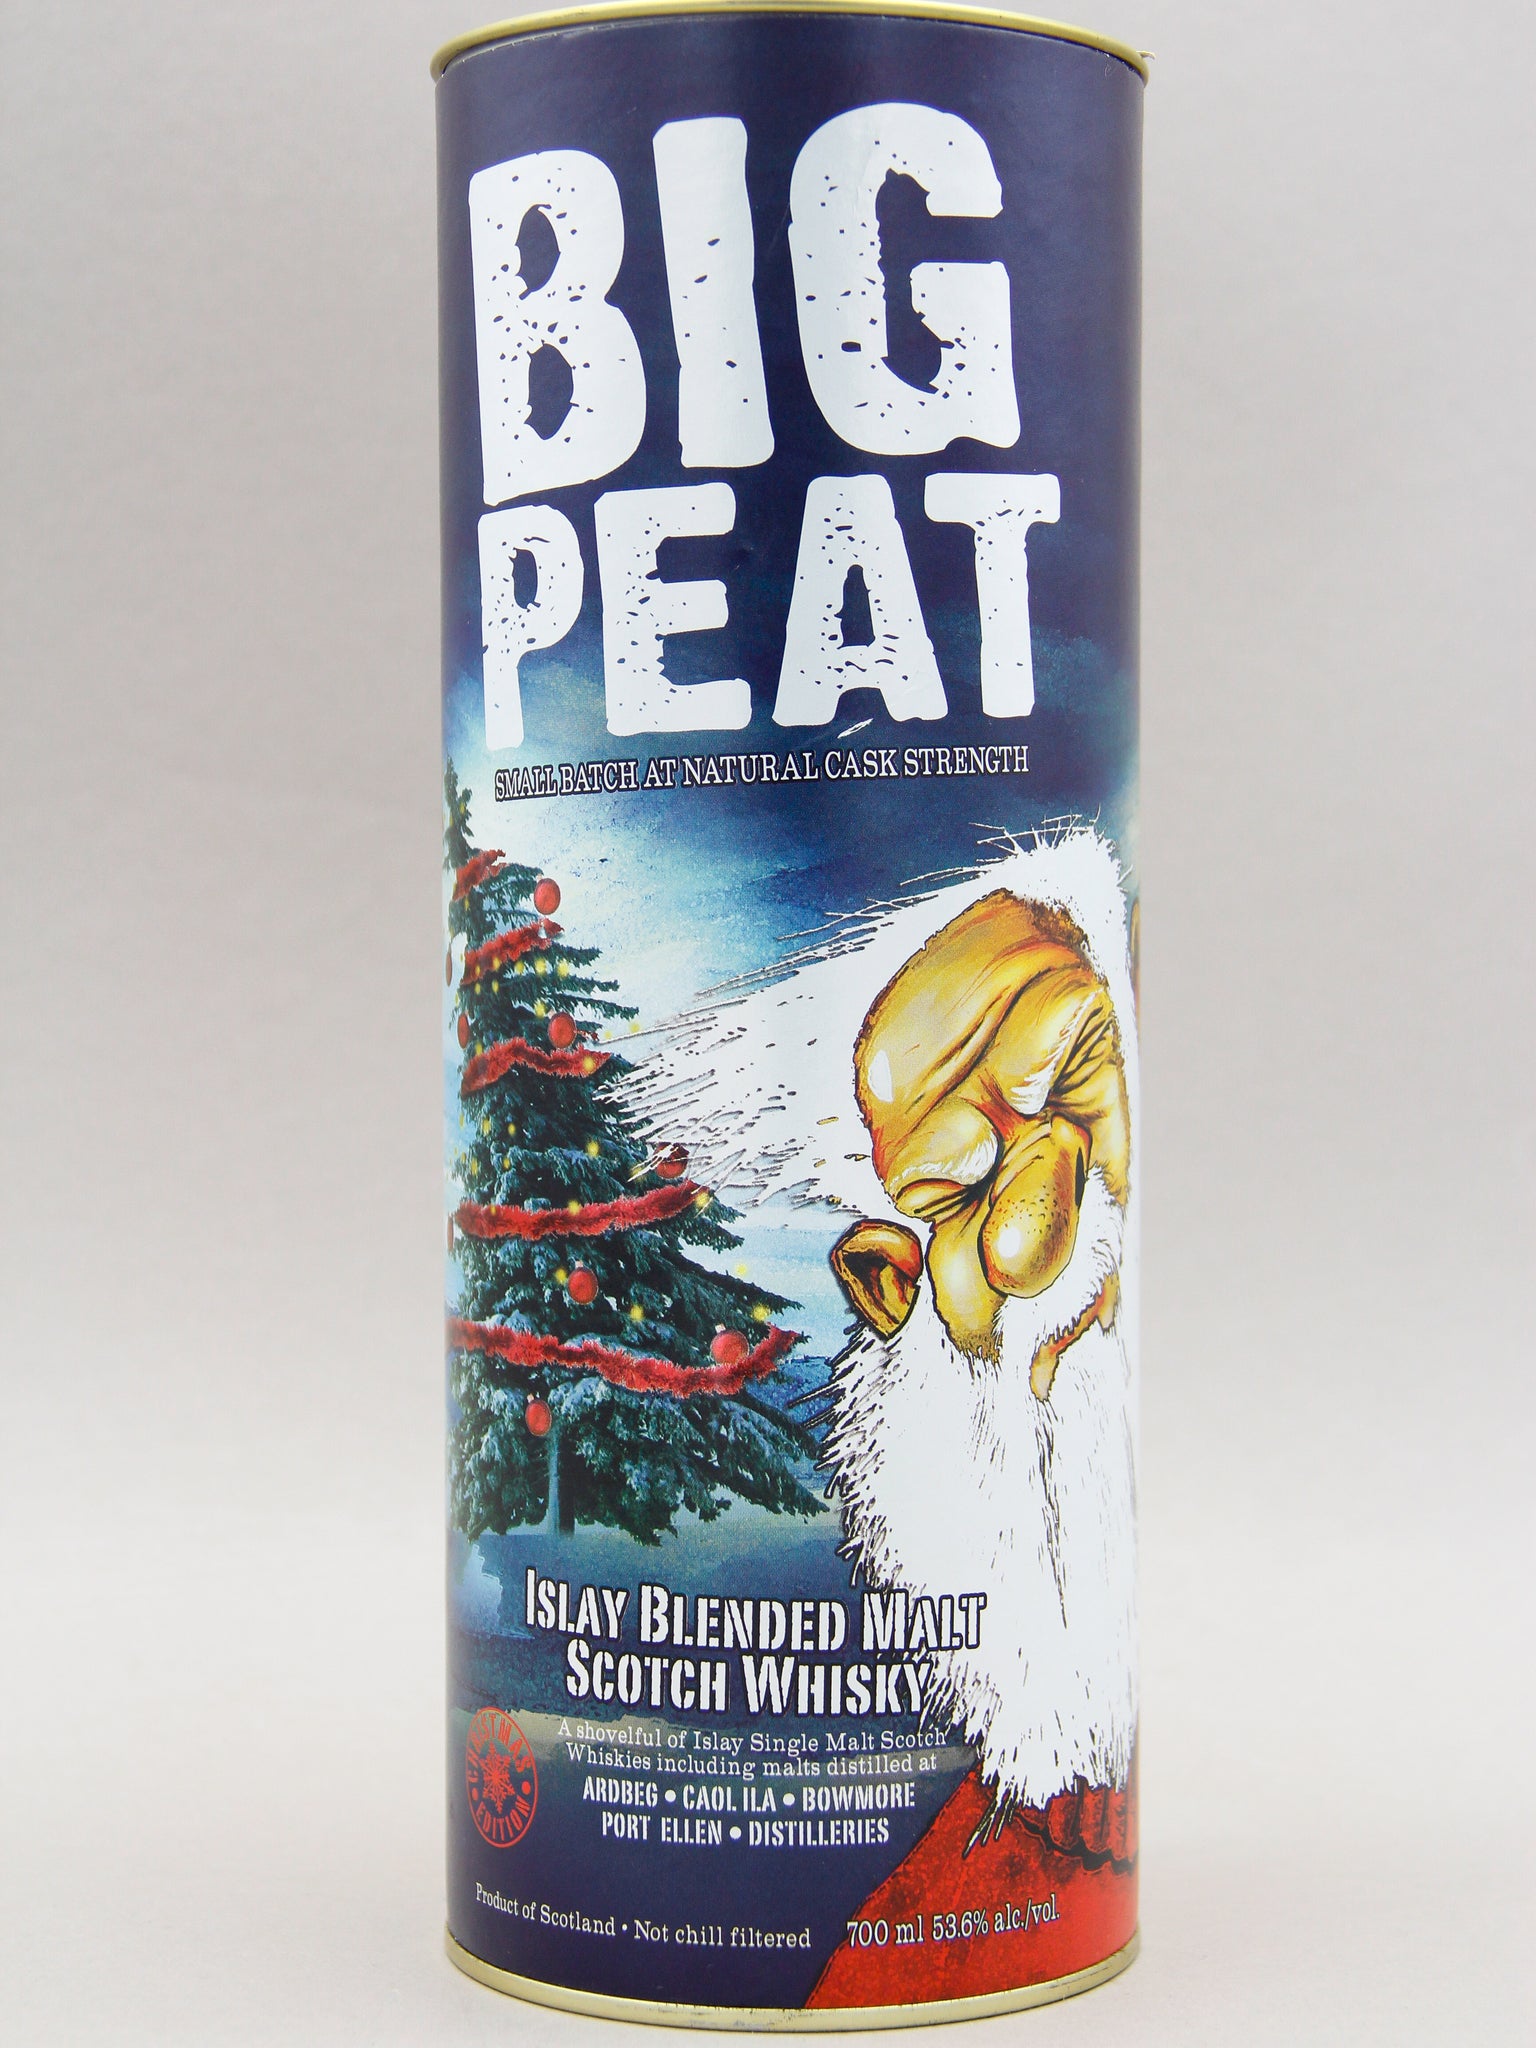 BIG
PEAT
SMALL BATCH AT NATURAL CASK STRENGTH
ISLAY BLENDED MALT
SCOTCH WHISKY
A shovelful of Islay Single Malt Scotch
Whiskies including malts distilled at
ARDBEG • CAOL ILA • BOWMORE
PORT ELLEN • DISTILLERIES
CHRISTMAS
• EDITION •
Product of Scotland • Not chill filtered
700 ml 53.6% alc./vol.